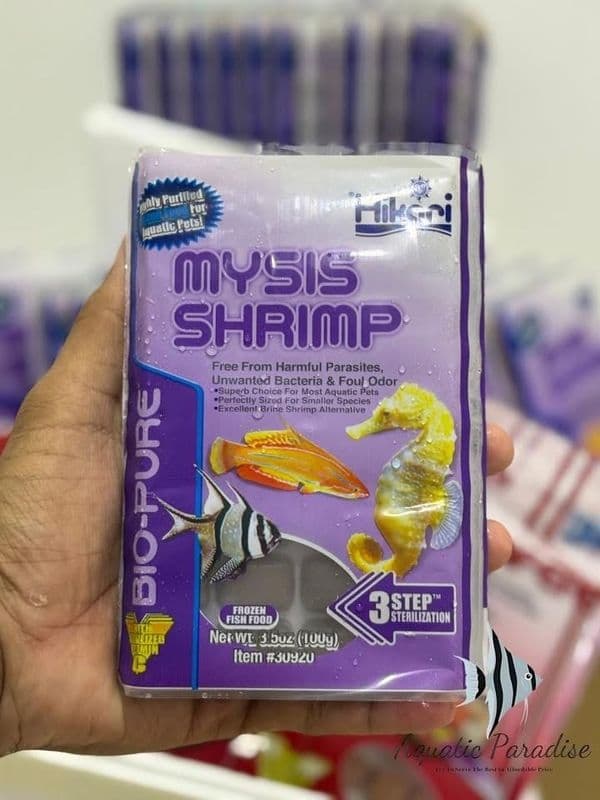 Highly Purified
For
Aquatic Pets!
Hikari
MYSIS
SHRIMP
Free From Harmful Parasites,
Unwanted Bacteria & Foul Odor
•Superb Choice For Most Aquatic Pets
•Perfectly Sized For Smaller Species
•Excellent Brine Shrimp Alternative
BIO-PURE
C
FROZEN
FISH FOOD
3 STEP™
STERILIZATION
Net wt. 3.5oz (100g)
Item #30920
Aquatic Paradise